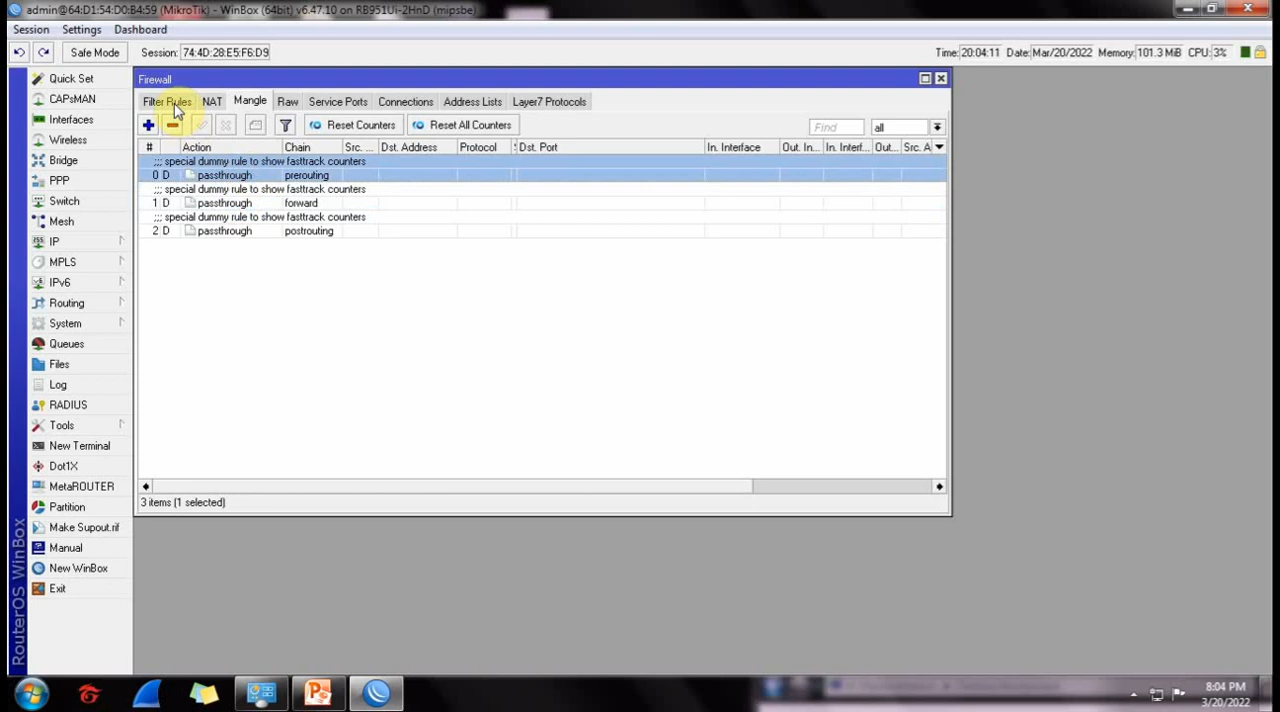 admin@64:D1:54:D0:B4:59 (MikroTik) - WinBox (64bit) v6.47.10 on RB951Ui-2HnD (mipsbe)
Session Settings Dashboard
Safe Mode Session: 74:4D:28:E5:F6:D9 Time: 20:04:11 Date: Mar/20/2022 Memory: 101.3 MiB CPU: 3%
Quick Set
CAPsMAN
Interfaces
Wireless
Bridge
PPP
Switch
Mesh
IP
MPLS
IPv6
Routing
System
Queues
Files
Log
RADIUS
Tools
New Terminal
Dot1X
MetaROUTER
Partition
Make Supout.rif
Manual
New WinBox
Exit
RouterOS WinBox
Firewall
Filter Rules NAT Mangle Raw Service Ports Connections Address Lists Layer7 Protocols
Reset Counters Reset All Counters Find all
# Action Chain Src. ... Dst. Address Protocol Dst. Port In. Interface Out. In... In. Interf... Out... Src. A
;;; special dummy rule to show fasttrack counters
0 D passthrough prerouting
;;; special dummy rule to show fasttrack counters
1 D passthrough forward
;;; special dummy rule to show fasttrack counters
2 D passthrough postrouting
3 items (1 selected)
8:04 PM
3/20/2022